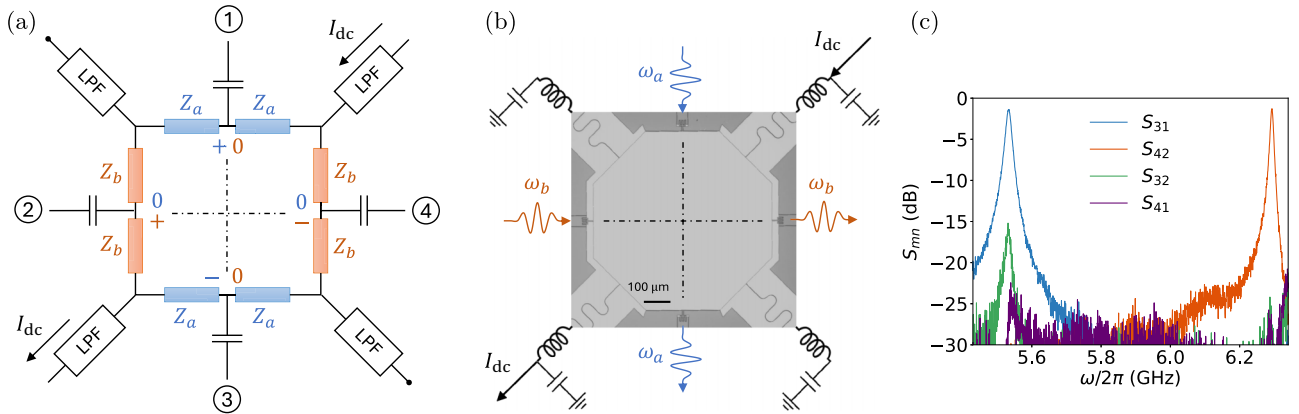 (a)
①
I_dc
LPF
LPF
Z_a
Z_a
+
0
Z_b
Z_b
②
0
0
④
+
−
Z_b
Z_b
−
0
I_dc
LPF
Z_a
Z_a
LPF
③
(b)
I_dc
ω_a
ω_b
ω_b
100 μm
I_dc
ω_a
(c)
0
S_31
−5
S_42
−10
S_32
S_41
−15
−20
−25
−30
S_mn (dB)
5.6
5.8
6.0
6.2
ω/2π (GHz)